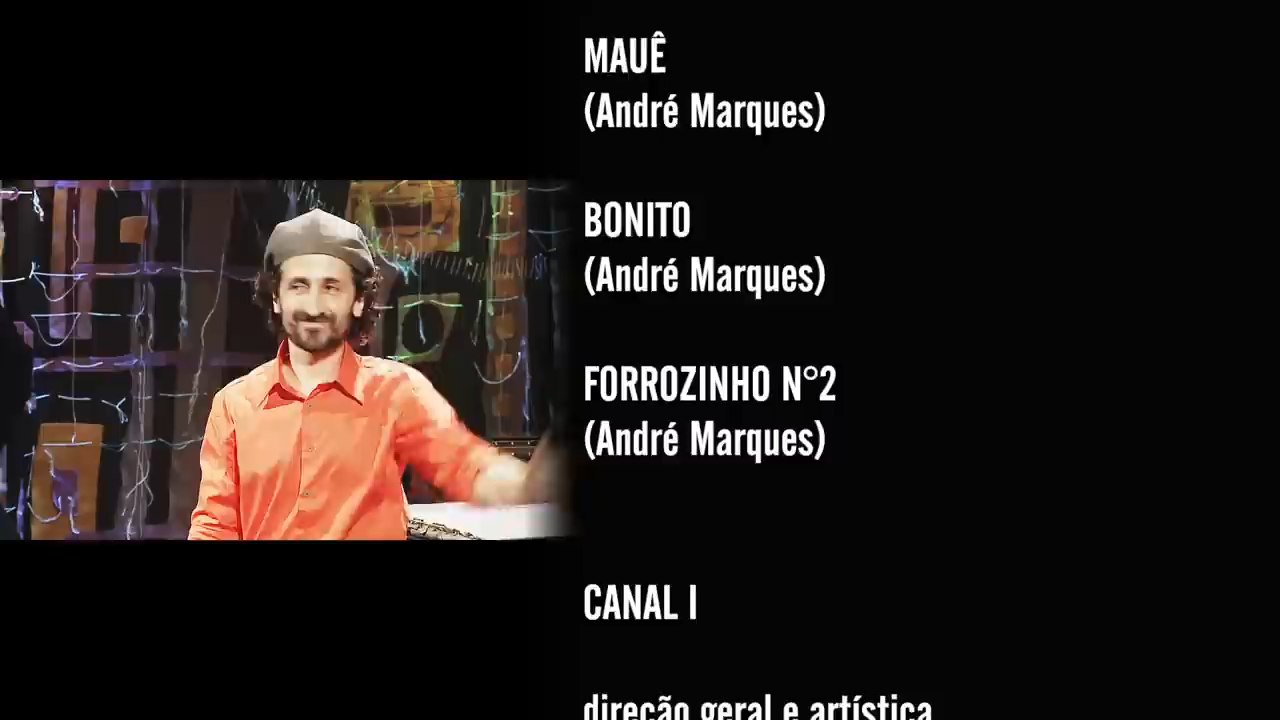 MAUÊ
(André Marques)
BONITO
(André Marques)
FORROZINHO N°2
(André Marques)
CANAL I
direção geral e artística